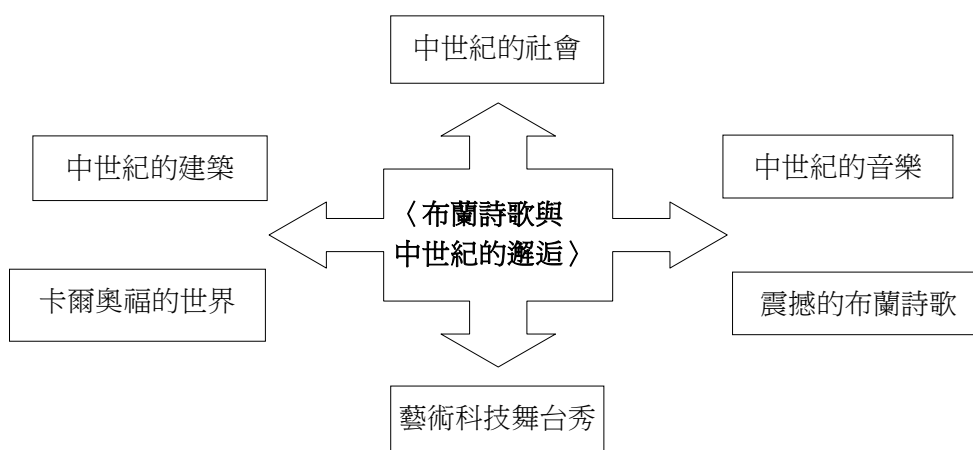 中世紀的社會
中世紀的建築
中世紀的音樂
〈布蘭詩歌與
中世紀的邂逅〉
卡爾奧福的世界
震撼的布蘭詩歌
藝術科技舞台秀